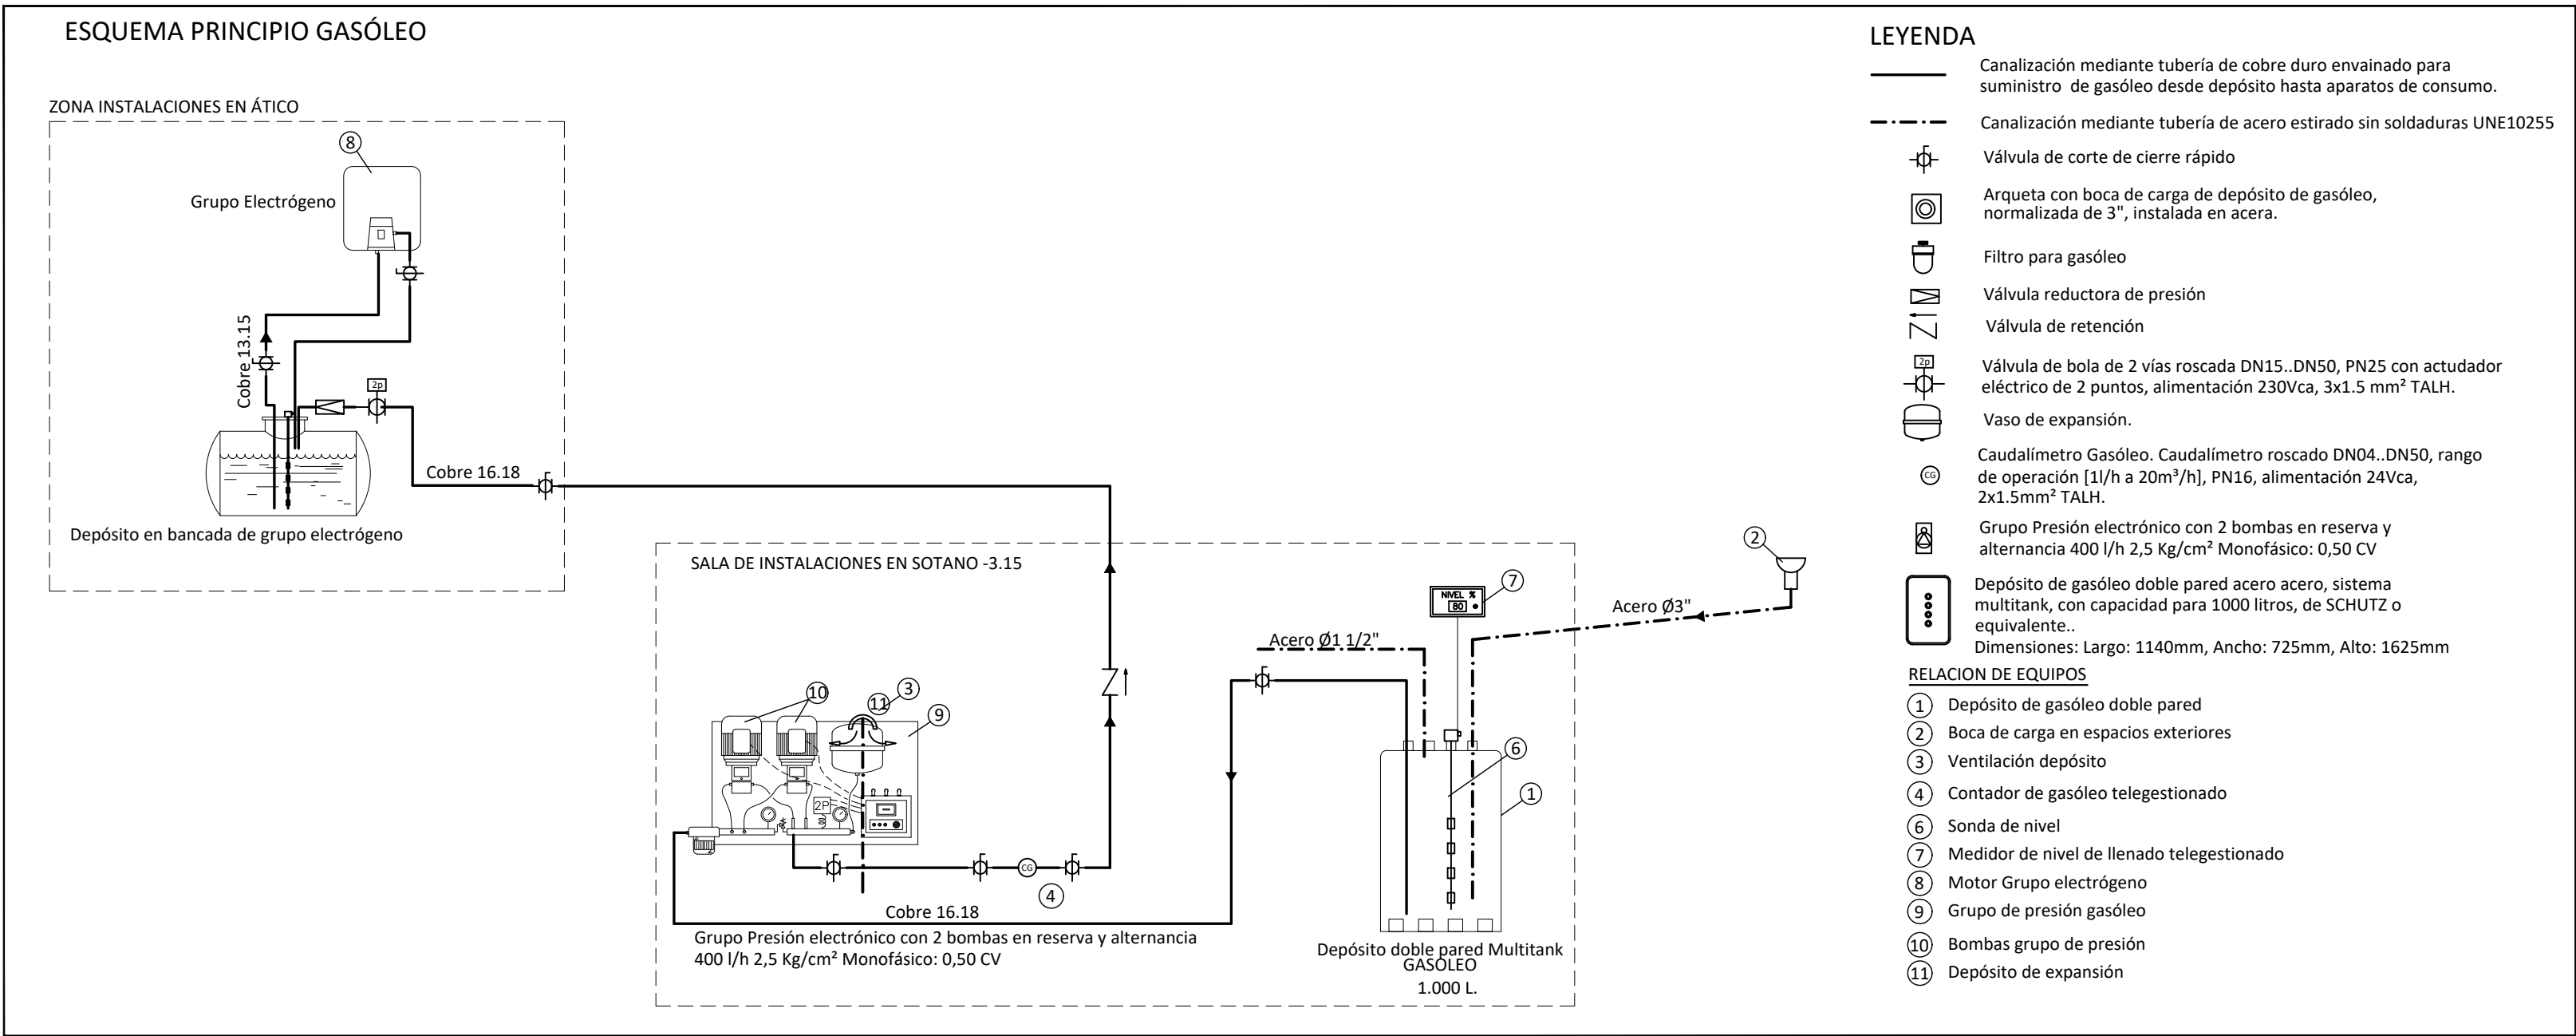 ESQUEMA PRINCIPIO GASÓLEO
ZONA INSTALACIONES EN ÁTICO
8
Grupo Electrógeno
Cobre 13.15
2p
Cobre 16.18
Depósito en bancada de grupo electrógeno
SALA DE INSTALACIONES EN SOTANO -3.15
10
11
3
9
2P
CG
4
Cobre 16.18
Grupo Presión electrónico con 2 bombas en reserva y alternancia
400 l/h 2,5 Kg/cm² Monofásico: 0,50 CV
Acero Ø1 1/2"
NIVEL %
80
7
Acero Ø3"
2
6
1
Depósito doble pared Multitank
GASÓLEO
1.000 L.
LEYENDA
Canalización mediante tubería de cobre duro envainado para
suministro de gasóleo desde depósito hasta aparatos de consumo.
Canalización mediante tubería de acero estirado sin soldaduras UNE10255
Válvula de corte de cierre rápido
Arqueta con boca de carga de depósito de gasóleo,
normalizada de 3", instalada en acera.
Filtro para gasóleo
Válvula reductora de presión
Válvula de retención
2p
Válvula de bola de 2 vías roscada DN15..DN50, PN25 con actudador
eléctrico de 2 puntos, alimentación 230Vca, 3x1.5 mm² TALH.
Vaso de expansión.
CG
Caudalímetro Gasóleo. Caudalímetro roscado DN04..DN50, rango
de operación [1l/h a 20m³/h], PN16, alimentación 24Vca,
2x1.5mm² TALH.
Grupo Presión electrónico con 2 bombas en reserva y
alternancia 400 l/h 2,5 Kg/cm² Monofásico: 0,50 CV
Depósito de gasóleo doble pared acero acero, sistema
multitank, con capacidad para 1000 litros, de SCHUTZ o
equivalente..
Dimensiones: Largo: 1140mm, Ancho: 725mm, Alto: 1625mm
RELACION DE EQUIPOS
1 Depósito de gasóleo doble pared
2 Boca de carga en espacios exteriores
3 Ventilación depósito
4 Contador de gasóleo telegestionado
6 Sonda de nivel
7 Medidor de nivel de llenado telegestionado
8 Motor Grupo electrógeno
9 Grupo de presión gasóleo
10 Bombas grupo de presión
11 Depósito de expansión